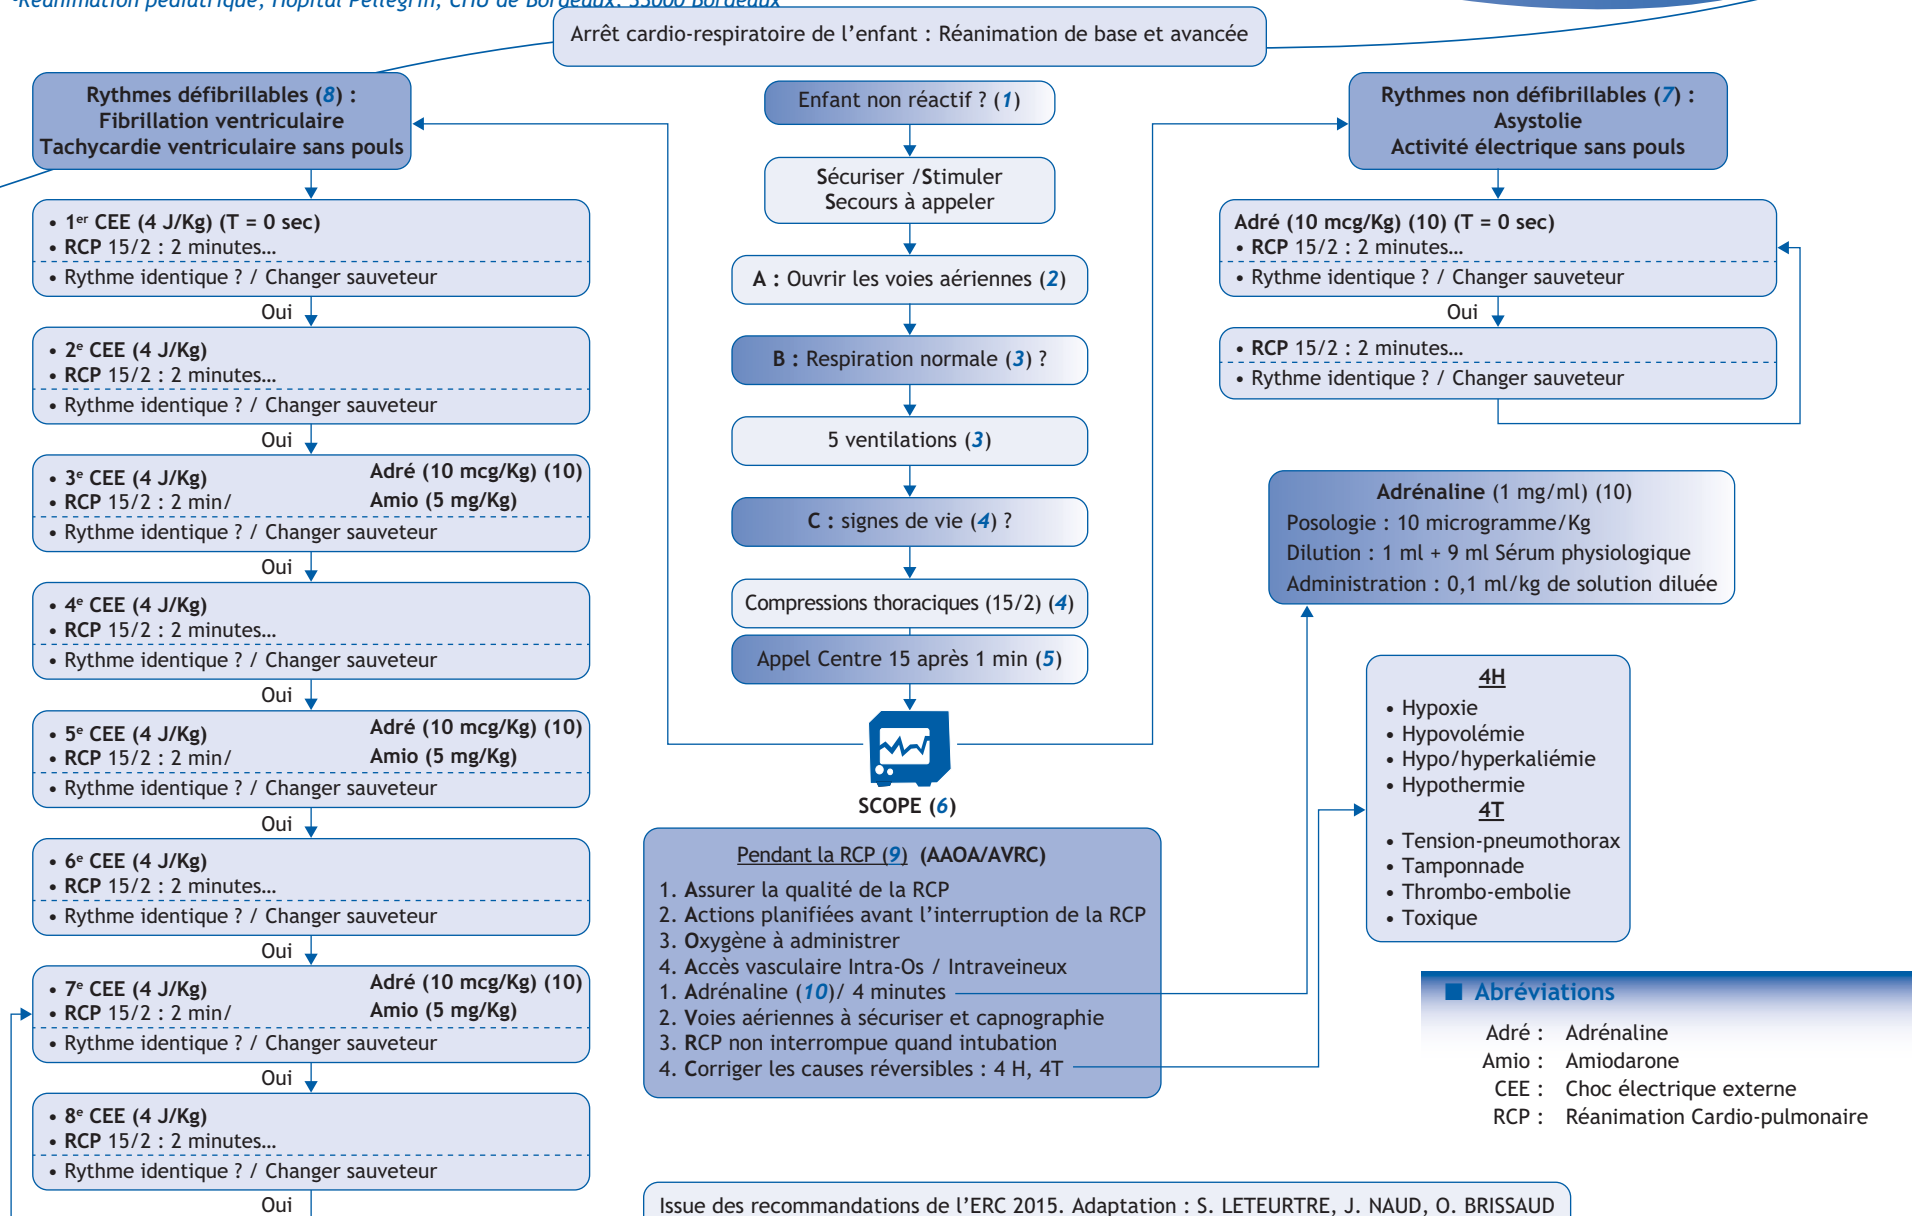 Réanimation pédiatrique, Hôpital Pellegrin, CHU de Bordeaux, 33000 Bordeaux
Arrêt cardio-respiratoire de l’enfant : Réanimation de base et avancée
Rythmes défibrillables (8) :
Fibrillation ventriculaire
Tachycardie ventriculaire sans pouls
• 1er CEE (4 J/Kg) (T = 0 sec)
• RCP 15/2 : 2 minutes...
• Rythme identique ? / Changer sauveteur
Oui
• 2e CEE (4 J/Kg)
• RCP 15/2 : 2 minutes...
• Rythme identique ? / Changer sauveteur
Oui
• 3e CEE (4 J/Kg) Adré (10 mcg/Kg) (10)
• RCP 15/2 : 2 min/ Amio (5 mg/Kg)
• Rythme identique ? / Changer sauveteur
Oui
• 4e CEE (4 J/Kg)
• RCP 15/2 : 2 minutes...
• Rythme identique ? / Changer sauveteur
Oui
• 5e CEE (4 J/Kg) Adré (10 mcg/Kg) (10)
• RCP 15/2 : 2 min/ Amio (5 mg/Kg)
• Rythme identique ? / Changer sauveteur
Oui
• 6e CEE (4 J/Kg)
• RCP 15/2 : 2 minutes...
• Rythme identique ? / Changer sauveteur
Oui
• 7e CEE (4 J/Kg) Adré (10 mcg/Kg) (10)
• RCP 15/2 : 2 min/ Amio (5 mg/Kg)
• Rythme identique ? / Changer sauveteur
Oui
• 8e CEE (4 J/Kg)
• RCP 15/2 : 2 minutes...
• Rythme identique ? / Changer sauveteur
Oui
Enfant non réactif ? (1)
Sécuriser /Stimuler
Secours à appeler
A : Ouvrir les voies aériennes (2)
B : Respiration normale (3) ?
5 ventilations (3)
C : signes de vie (4) ?
Compressions thoraciques (15/2) (4)
Appel Centre 15 après 1 min (5)
SCOPE (6)
Pendant la RCP (9) (AAOA/AVRC)
1. Assurer la qualité de la RCP
2. Actions planifiées avant l’interruption de la RCP
3. Oxygène à administrer
4. Accès vasculaire Intra-Os / Intraveineux
1. Adrénaline (10)/ 4 minutes
2. Voies aériennes à sécuriser et capnographie
3. RCP non interrompue quand intubation
4. Corriger les causes réversibles : 4 H, 4T
Rythmes non défibrillables (7) :
Asystolie
Activité électrique sans pouls
Adré (10 mcg/Kg) (10) (T = 0 sec)
• RCP 15/2 : 2 minutes...
• Rythme identique ? / Changer sauveteur
Oui
• RCP 15/2 : 2 minutes...
• Rythme identique ? / Changer sauveteur
Adrénaline (1 mg/ml) (10)
Posologie : 10 microgramme/Kg
Dilution : 1 ml + 9 ml Sérum physiologique
Administration : 0,1 ml/kg de solution diluée
4H
• Hypoxie
• Hypovolémie
• Hypo/hyperkaliémie
• Hypothermie
4T
• Tension-pneumothorax
• Tamponnade
• Thrombo-embolie
• Toxique
■ Abréviations
Adré : Adrénaline
Amio : Amiodarone
CEE : Choc électrique externe
RCP : Réanimation Cardio-pulmonaire
Issue des recommandations de l’ERC 2015. Adaptation : S. LETEURTRE, J. NAUD, O. BRISSAUD